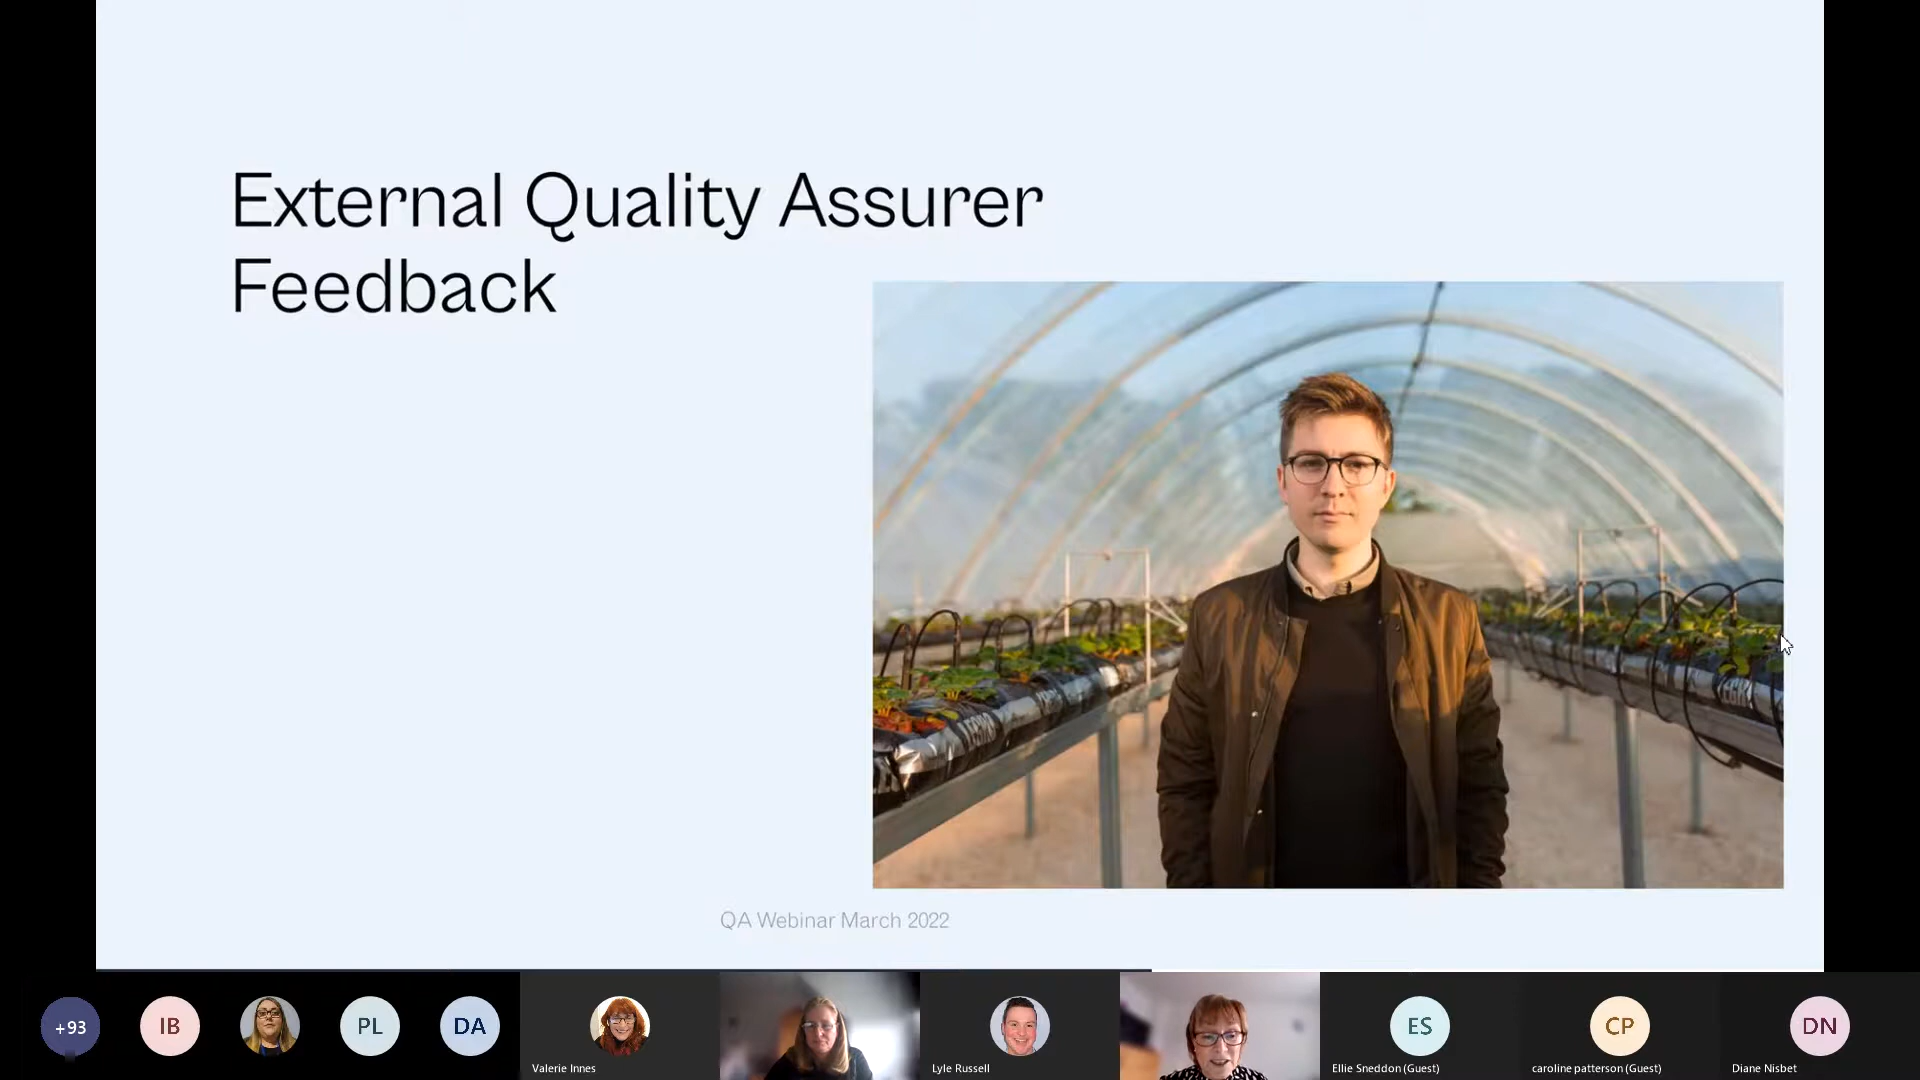 External Quality Assurer
Feedback
QA Webinar March 2022
+93
IB
PL
DA
Valerie Innes
Lyle Russell
ES
Ellie Sneddon (Guest)
CP
caroline patterson (Guest)
DN
Diane Nisbet